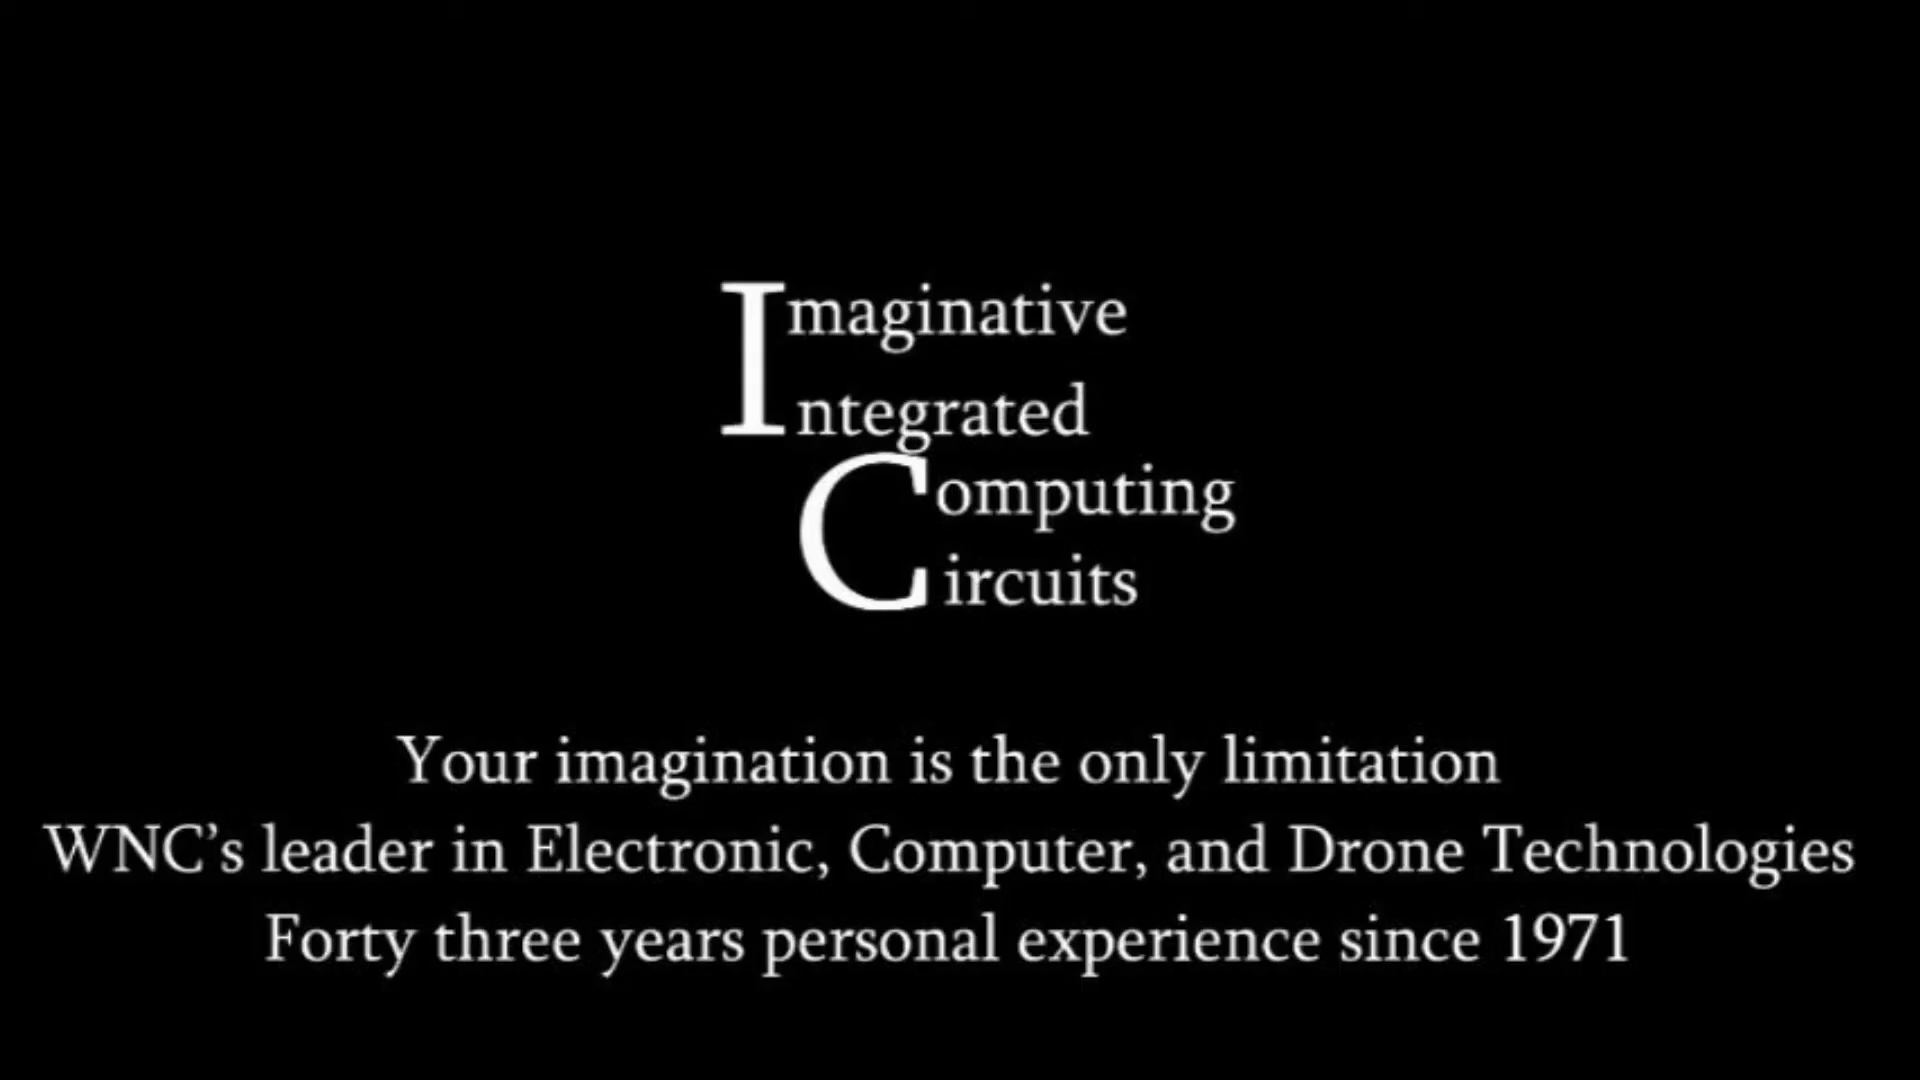 Imaginative
Integrated
Computing
Circuits
Your imagination is the only limitation
WNC’s leader in Electronic, Computer, and Drone Technologies
Forty three years personal experience since 1971